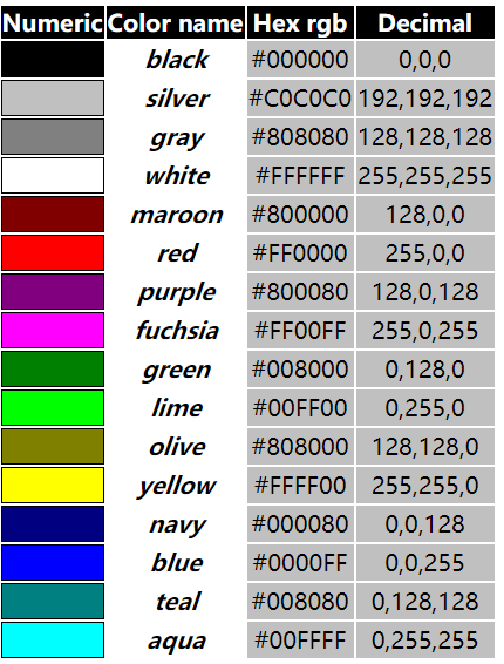 Numeric Color name Hex rgb Decimal
black #000000 0,0,0
silver #C0C0C0 192,192,192
gray #808080 128,128,128
white #FFFFFF 255,255,255
maroon #800000 128,0,0
red #FF0000 255,0,0
purple #800080 128,0,128
fuchsia #FF00FF 255,0,255
green #008000 0,128,0
lime #00FF00 0,255,0
olive #808000 128,128,0
yellow #FFFF00 255,255,0
navy #000080 0,0,128
blue #0000FF 0,0,255
teal #008080 0,128,128
aqua #00FFFF 0,255,255